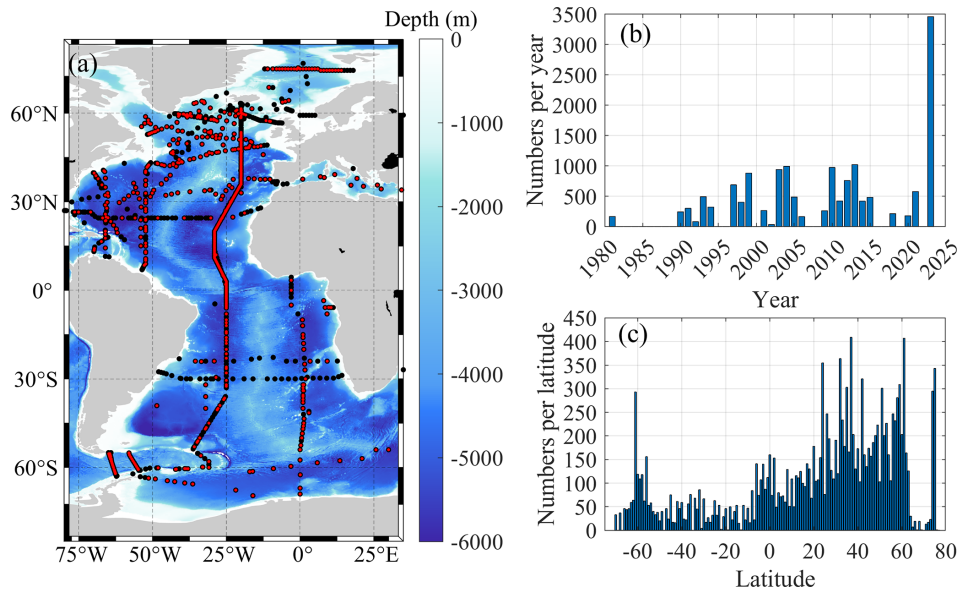 Depth (m)
(a)
60°N
30°N
0°
30°S
60°S
75°W
50°W
25°W
0°
25°E
0
-1000
-2000
-3000
-4000
-5000
-6000
(b)
Numbers per year
3500
3000
2500
2000
1500
1000
500
0
1980
1985
1990
1995
2000
2005
2010
2015
2020
2025
Year
(c)
Numbers per latitude
450
400
350
300
250
200
150
100
50
0
-60
-40
-20
0
20
40
60
80
Latitude